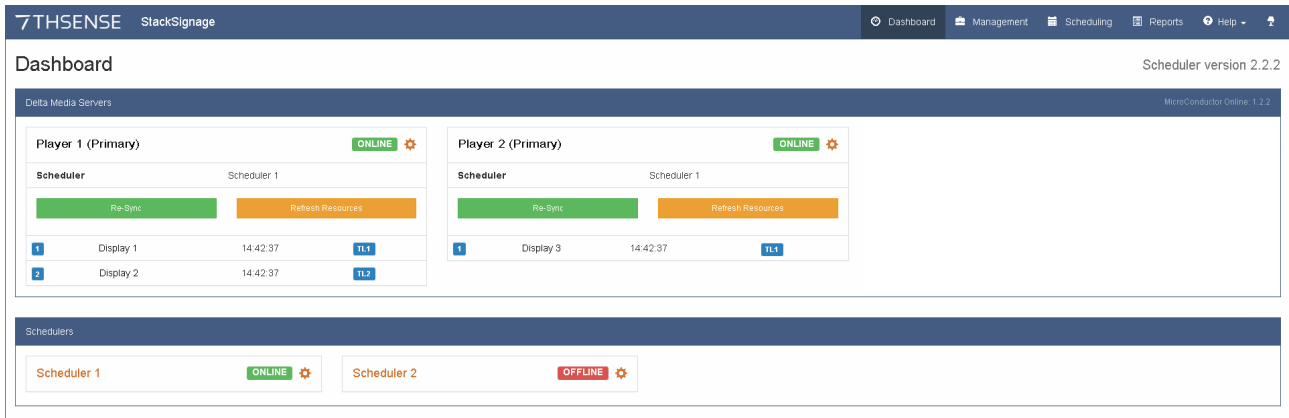 7THSENSE StackSignage Dashboard Management Scheduling Reports Help
Dashboard Scheduler version 2.2.2
Delta Media Servers MicroConductor Online: 1.2.2
Player 1 (Primary) ONLINE Player 2 (Primary) ONLINE
Scheduler Scheduler 1 Scheduler Scheduler 1
Re-Sync Refresh Resources Re-Sync Refresh Resources
1 Display 1 14:42:37 TL1 1 Display 3 14:42:37 TL1
2 Display 2 14:42:37 TL2
Schedulers
Scheduler 1 ONLINE Scheduler 2 OFFLINE